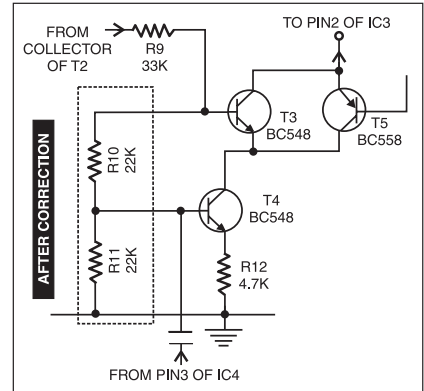 FROM
COLLECTOR
OF T2
R9
33K
TO PIN2 OF IC3
T3
BC548
T5
BC558
AFTER CORRECTION
R10
22K
T4
BC548
R11
22K
R12
4.7K
FROM PIN3 OF IC4